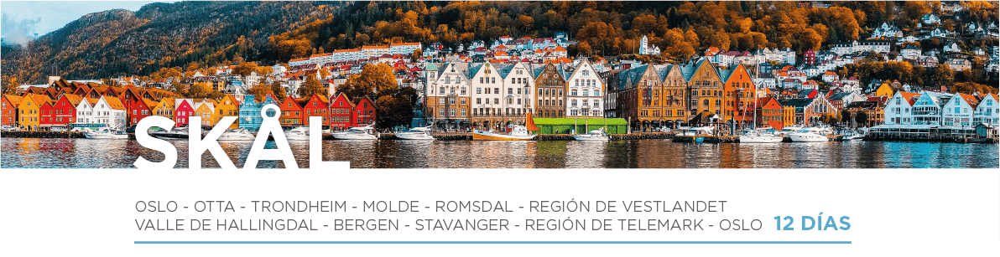 SKÅL
OSLO - OTTA - TRONDHEIM - MOLDE - ROMSDAL - REGIÓN DE VESTLANDET
VALLE DE HALLINGDAL - BERGEN - STAVANGER - REGIÓN DE TELEMARK - OSLO 12 DÍAS